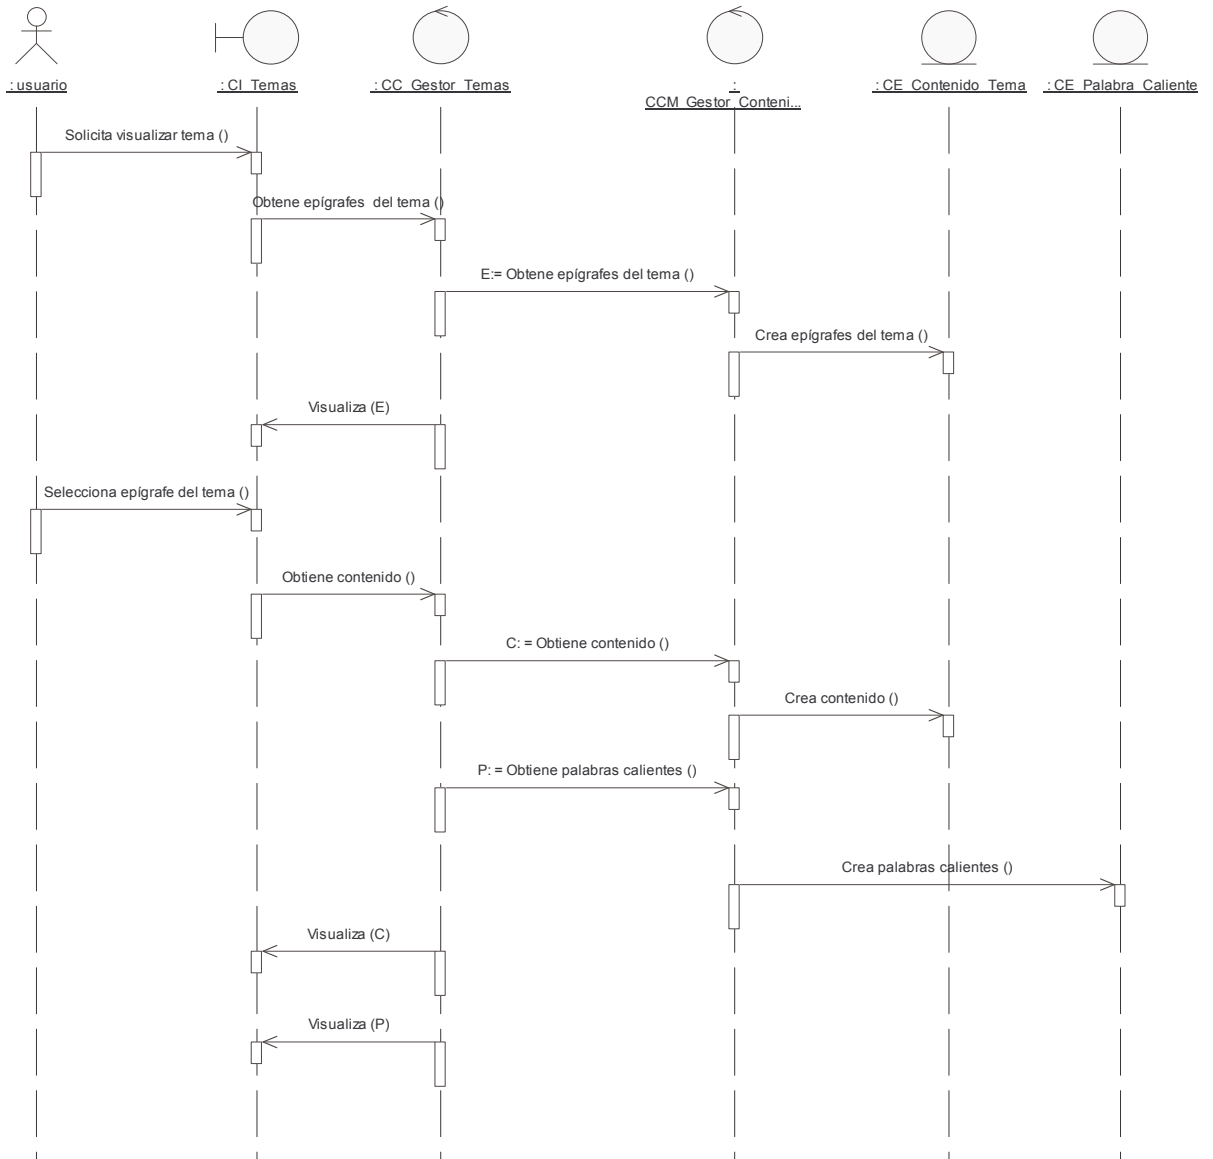 : usuario
: CI_Temas
: CC_Gestor_Temas
:
CCM_Gestor_Conteni...
: CE_Contenido_Tema
: CE_Palabra_Caliente
Solicita visualizar tema ()
Obtene epígrafes del tema ()
E:= Obtene epígrafes del tema ()
Crea epígrafes del tema ()
Visualiza (E)
Selecciona epígrafe del tema ()
Obtiene contenido ()
C: = Obtiene contenido ()
Crea contenido ()
P: = Obtiene palabras calientes ()
Crea palabras calientes ()
Visualiza (C)
Visualiza (P)